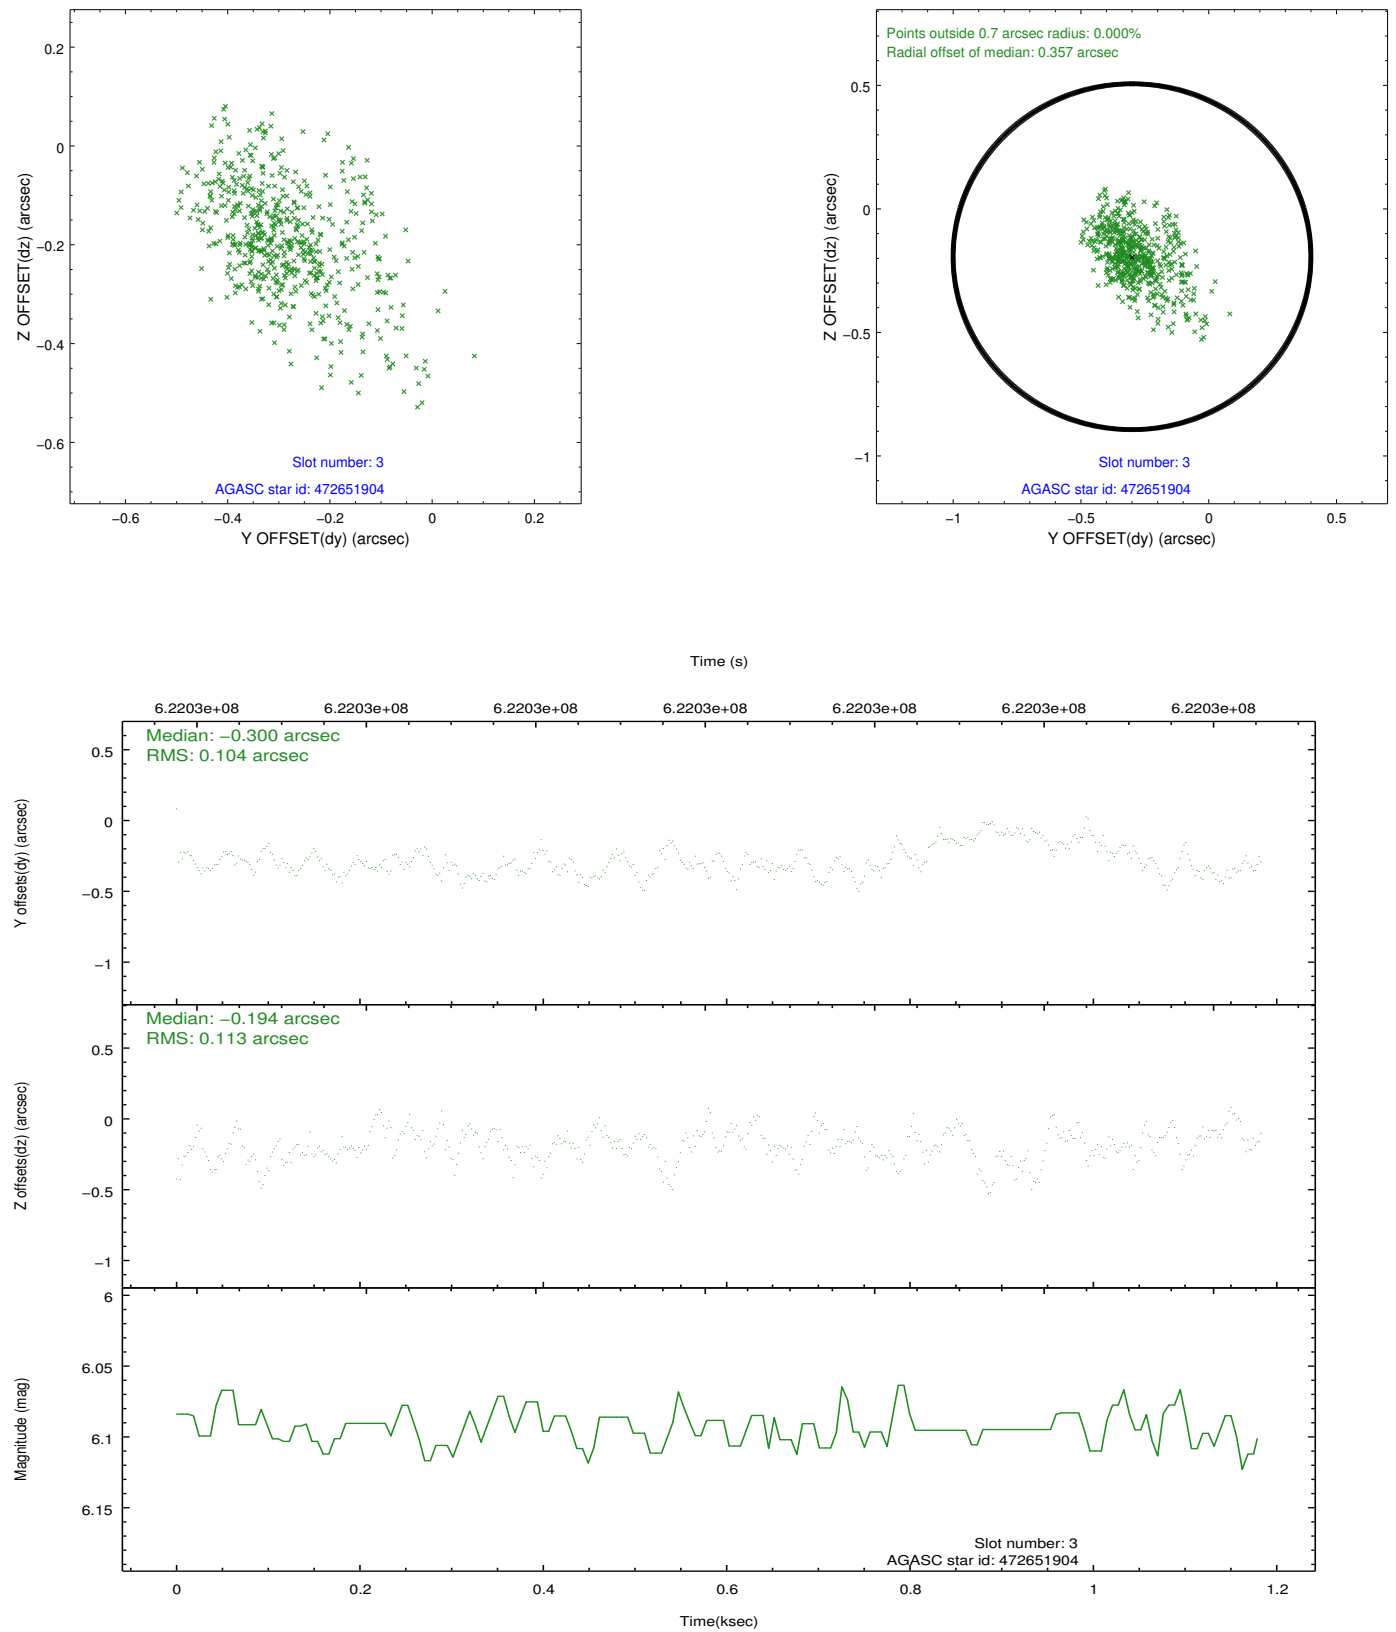 0.2
0
−0.2
−0.4
−0.6
Z OFFSET(dz) (arcsec)
Slot number: 3
AGASC star id: 472651904
−0.6
−0.4
−0.2
0
0.2
Y OFFSET(dy) (arcsec)
Points outside 0.7 arcsec radius: 0.000%
Radial offset of median: 0.357 arcsec
0.5
0
−0.5
−1
Z OFFSET(dz) (arcsec)
Slot number: 3
AGASC star id: 472651904
−1
−0.5
0
0.5
Y OFFSET(dy) (arcsec)
Time (s)
6.2203e+08 6.2203e+08 6.2203e+08 6.2203e+08 6.2203e+08 6.2203e+08 6.2203e+08
Median: −0.300 arcsec
RMS: 0.104 arcsec
0.5
0
−0.5
−1
Y offsets(dy) (arcsec)
Median: −0.194 arcsec
RMS: 0.113 arcsec
0.5
0
−0.5
−1
Z offsets(dz) (arcsec)
6
6.05
6.1
6.15
Magnitude (mag)
Slot number: 3
AGASC star id: 472651904
0 0.2 0.4 0.6 0.8 1 1.2
Time(ksec)